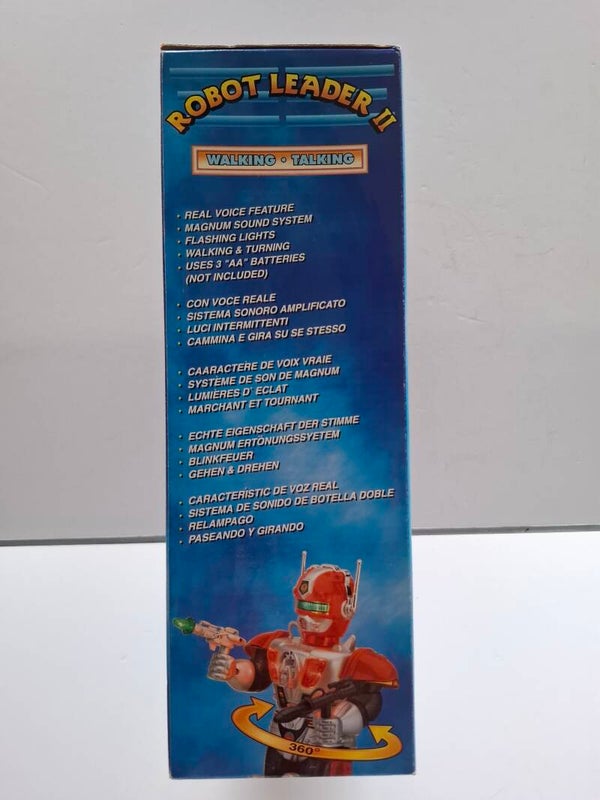 ROBOT LEADER II
WALKING • TALKING
· REAL VOICE FEATURE
· MAGNUM SOUND SYSTEM
· FLASHING LIGHTS
· WALKING & TURNING
· USES 3 "AA" BATTERIES
(NOT INCLUDED)
· CON VOCE REALE
· SISTEMA SONORO AMPLIFICATO
· LUCI INTERMITTENTI
· CAMMINA E GIRA SU SE STESSO
· CAARACTERE DE VOIX VRAIE
· SYSTÈME DE SON DE MAGNUM
· LUMIÈRES D' ECLAT
· MARCHANT ET TOURNANT
· ECHTE EIGENSCHAFT DER STIMME
· MAGNUM ERTÖNUNGSSYETEM
· BLINKFEUER
· GEHEN & DREHEN
· CARACTERISTIC DE VOZ REAL
· SISTEMA DE SONIDO DE BOTELLA DOBLE
· RELAMPAGO
· PASEANDO Y GIRANDO
360°